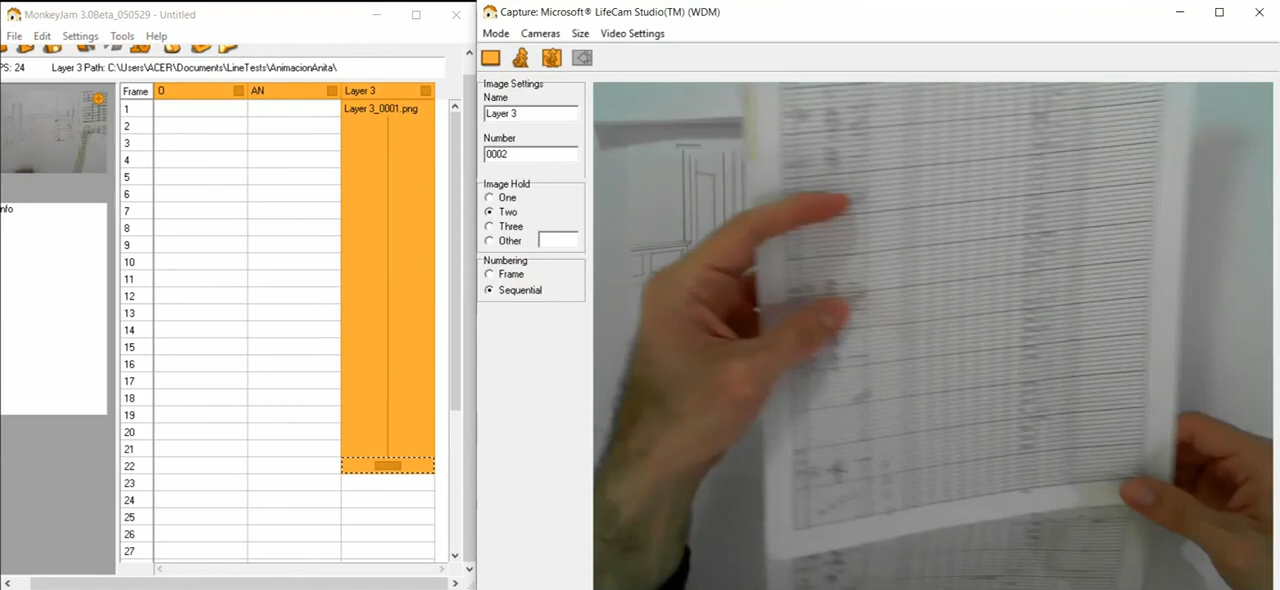 MonkeyJam 3.0Beta_050529 - Untitled
File Edit Settings Tools Help
PS: 24 Layer 3 Path: C:\Users\ACER\Documents\LineTests\AnimacionAnita\
Frame 0 AN Layer 3
1 Layer 3_0001.png
2
3
4
5
6
7
8
9
10
11
12
13
14
15
16
17
18
19
20
21
22
23
24
25
26
27
nfo
Capture: Microsoft® LifeCam Studio(TM) (WDM)
Mode Cameras Size Video Settings
Image Settings
Name
Layer 3
Number
0002
Image Hold
One
Two
Three
Other
Numbering
Frame
Sequential